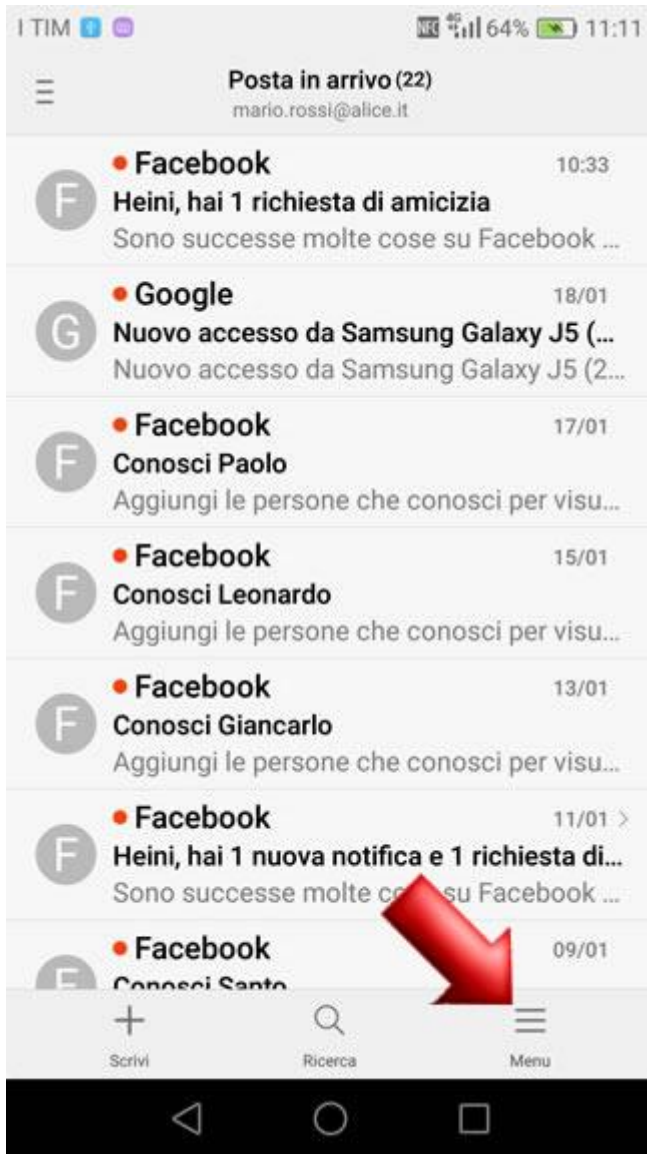 I TIM NFC 4G 64% 11:11
Posta in arrivo (22)
mario.rossi@alice.it
F Facebook 10:33
Heini, hai 1 richiesta di amicizia
Sono successe molte cose su Facebook ...
G Google 18/01
Nuovo accesso da Samsung Galaxy J5 (...
Nuovo accesso da Samsung Galaxy J5 (2...
F Facebook 17/01
Conosci Paolo
Aggiungi le persone che conosci per visu...
F Facebook 15/01
Conosci Leonardo
Aggiungi le persone che conosci per visu...
F Facebook 13/01
Conosci Giancarlo
Aggiungi le persone che conosci per visu...
F Facebook 11/01 >
Heini, hai 1 nuova notifica e 1 richiesta di...
Sono successe molte cose su Facebook ...
F Facebook 09/01
Conosci Santo
Scrivi Ricerca Menu